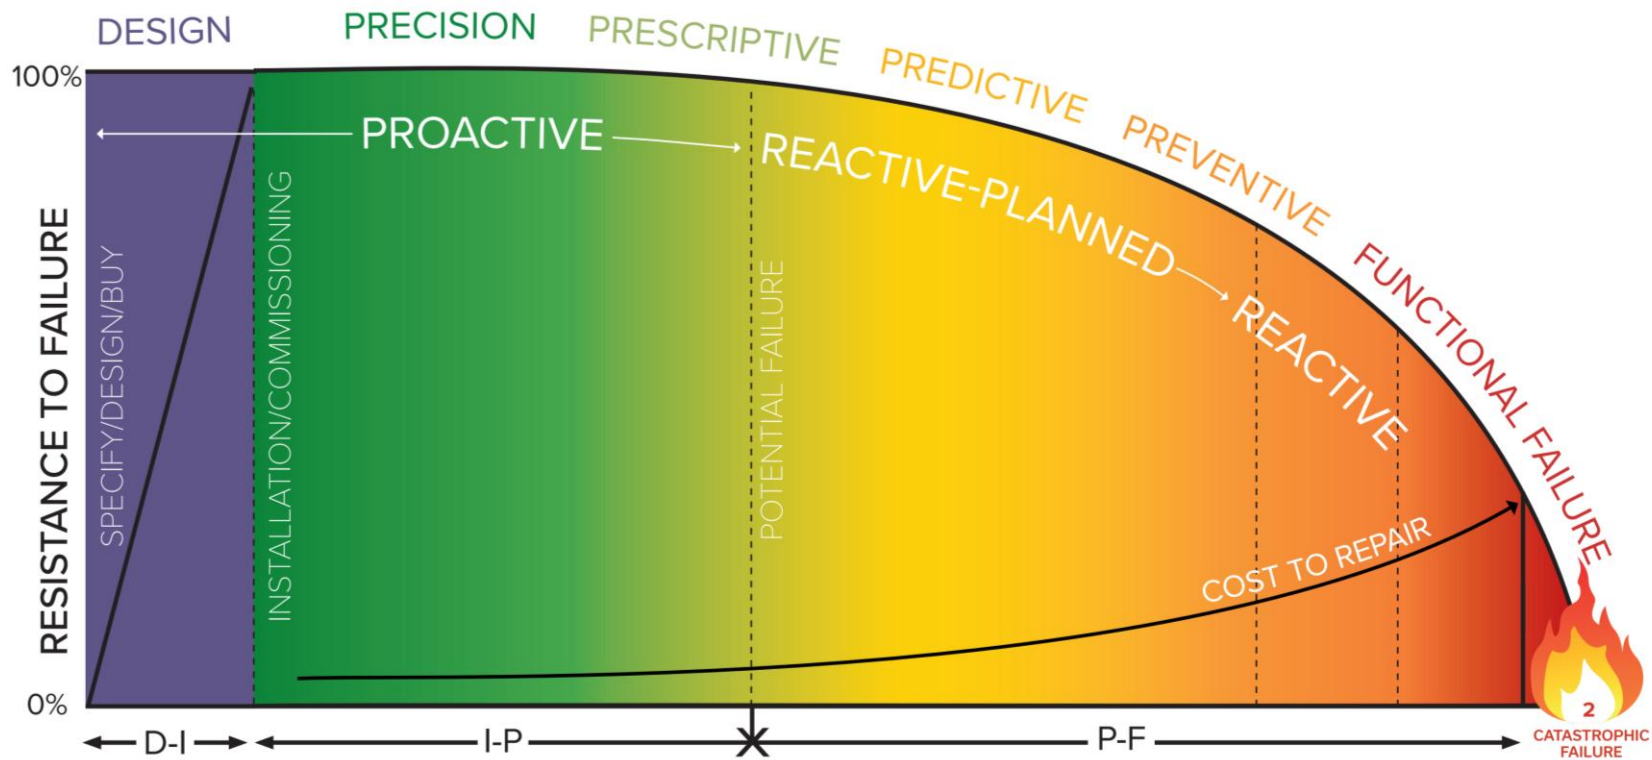 DESIGN
PRECISION
PRESCRIPTIVE
PREDICTIVE
PREVENTIVE
FUNCTIONAL FAILURE
100%
PROACTIVE
REACTIVE-PLANNED
REACTIVE
RESISTANCE TO FAILURE
SPECIFY/DESIGN/BUY
INSTALLATION/COMMISSIONING
POTENTIAL FAILURE
COST TO REPAIR
0%
D-I
I-P
P-F
2
CATASTROPHIC
FAILURE